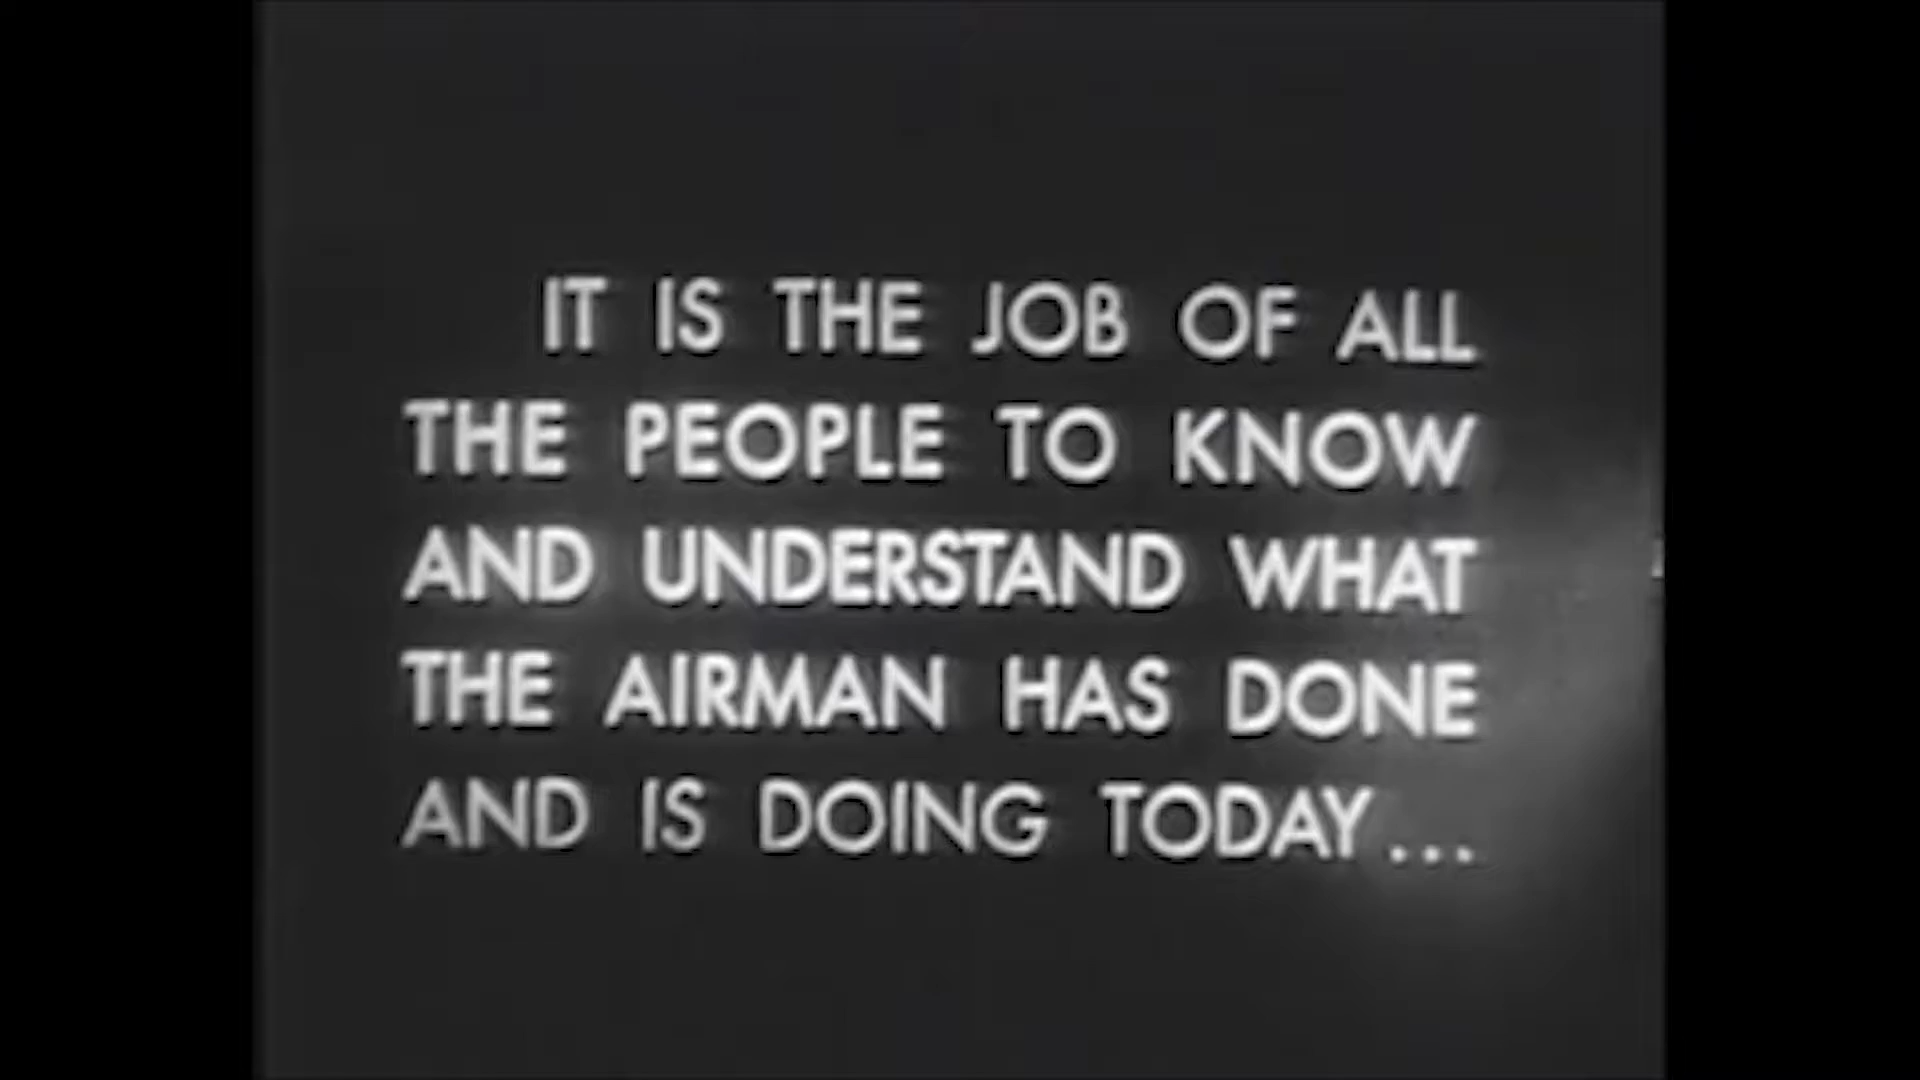 IT IS THE JOB OF ALL
THE PEOPLE TO KNOW
AND UNDERSTAND WHAT
THE AIRMAN HAS DONE
AND IS DOING TODAY...